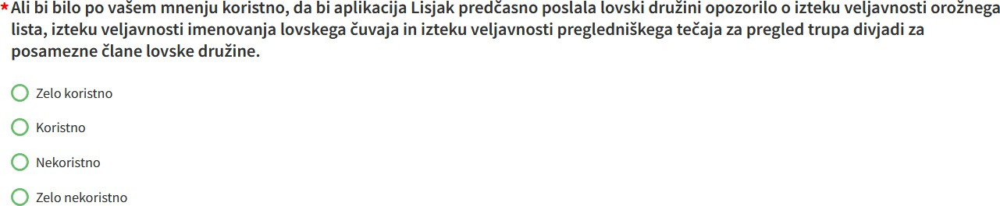 *Ali bi bilo po vašem mnenju koristno, da bi aplikacija Lisjak predčasno poslala lovski družini opozorilo o izteku veljavnosti orožnega
lista, izteku veljavnosti imenovanja lovskega čuvaja in izteku veljavnosti pregledniškega tečaja za pregled trupa divjadi za
posamezne člane lovske družine.
Zelo koristno
Koristno
Nekoristno
Zelo nekoristno